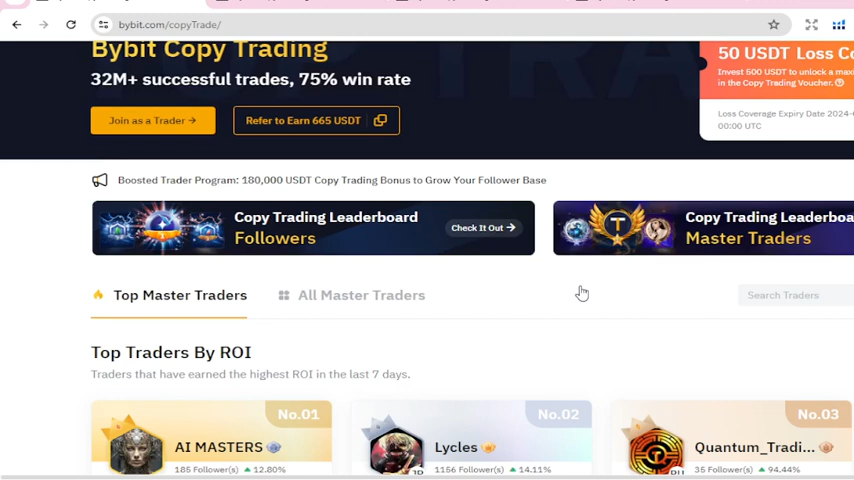 bybit.com/copyTrade/
Bybit Copy Trading
32M+ successful trades, 75% win rate
Join as a Trader →
Refer to Earn 665 USDT
50 USDT Loss Co
Invest 500 USDT to unlock a maxi
in the Copy Trading Voucher.
Loss Coverage Expiry Date 2024-
00:00 UTC
Boosted Trader Program: 180,000 USDT Copy Trading Bonus to Grow Your Follower Base
Copy Trading Leaderboard
Followers
Check It Out →
Copy Trading Leaderboa
Master Traders
Top Master Traders
All Master Traders
Search Traders
Top Traders By ROI
Traders that have earned the highest ROI in the last 7 days.
No.01
AI MASTERS
185 Follower(s) ▲ 12.80%
No.02
Lycles
1156 Follower(s) ▲ 14.11%
No.03
Quantum_Tradi...
35 Follower(s) ▲ 94.44%